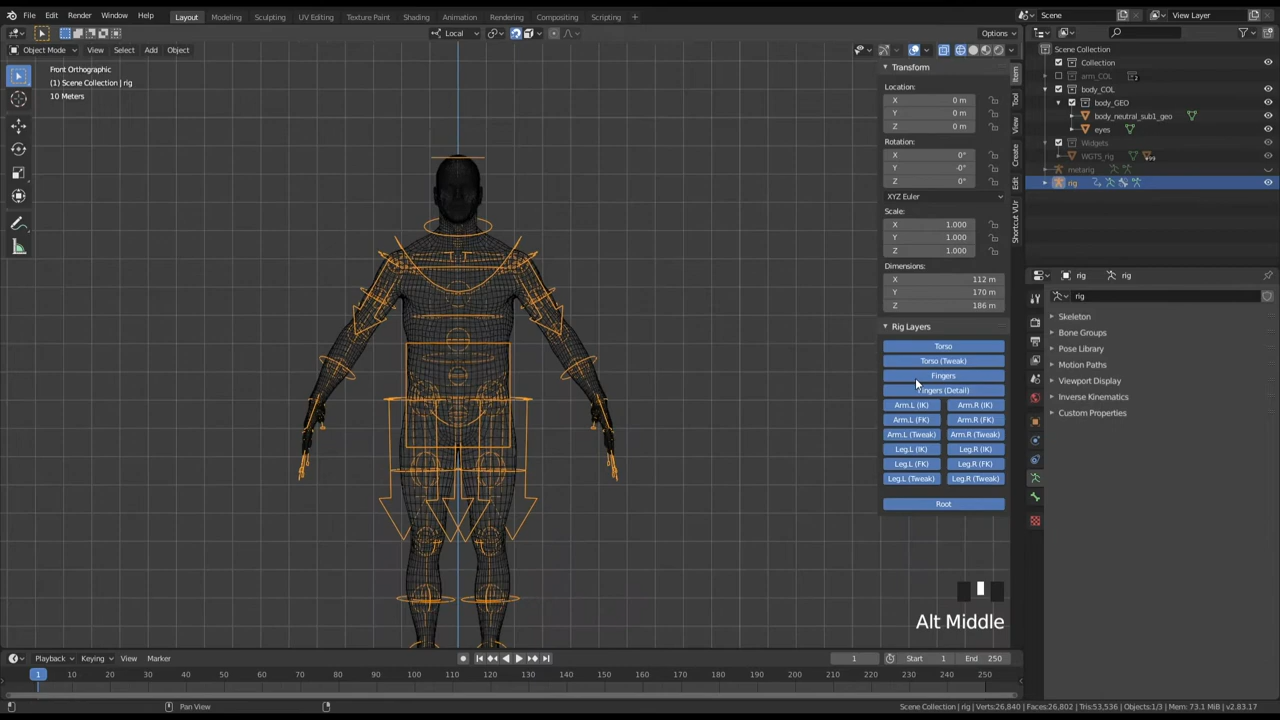 File Edit Render Window Help
Layout Modeling Sculpting UV Editing Texture Paint Shading Animation Rendering Compositing Scripting +
Scene
View Layer
Local
Options
Object Mode View Select Add Object
Front Orthographic
(1) Scene Collection | rig
10 Meters
Transform
Location:
X 0 m
Y 0 m
Z 0 m
Rotation:
X 0°
Y -0°
Z 0°
XYZ Euler
Scale:
X 1.000
Y 1.000
Z 1.000
Dimensions:
X 112 m
Y 170 m
Z 186 m
Rig Layers
Torso
Torso (Tweak)
Fingers
Fingers (Detail)
Arm.L (IK) Arm.R (IK)
Arm.L (FK) Arm.R (FK)
Arm.L (Tweak) Arm.R (Tweak)
Leg.L (IK) Leg.R (IK)
Leg.L (FK) Leg.R (FK)
Leg.L (Tweak) Leg.R (Tweak)
Root
Item
Tool
View
Create
Edit
Shortcut VUr
Scene Collection
Collection
arm_COL
body_COL
body_GEO
body_neutral_sub1_geo
eyes
Widgets
WGTS_rig
metarig
rig
rig rig
rig
Skeleton
Bone Groups
Pose Library
Motion Paths
Viewport Display
Inverse Kinematics
Custom Properties
Alt Middle
Playback Keying View Marker
1 Start 1 End 250
1 10 20 30 40 50 60 70 80 90 100 110 120 130 140 150 160 170 180 190 200 210 220 230 240 250
Pan View
Scene Collection | rig | Verts:26,840 | Faces:26,802 | Tris:53,536 | Objects:1/3 | Mem: 73.1 MiB | v2.83.17